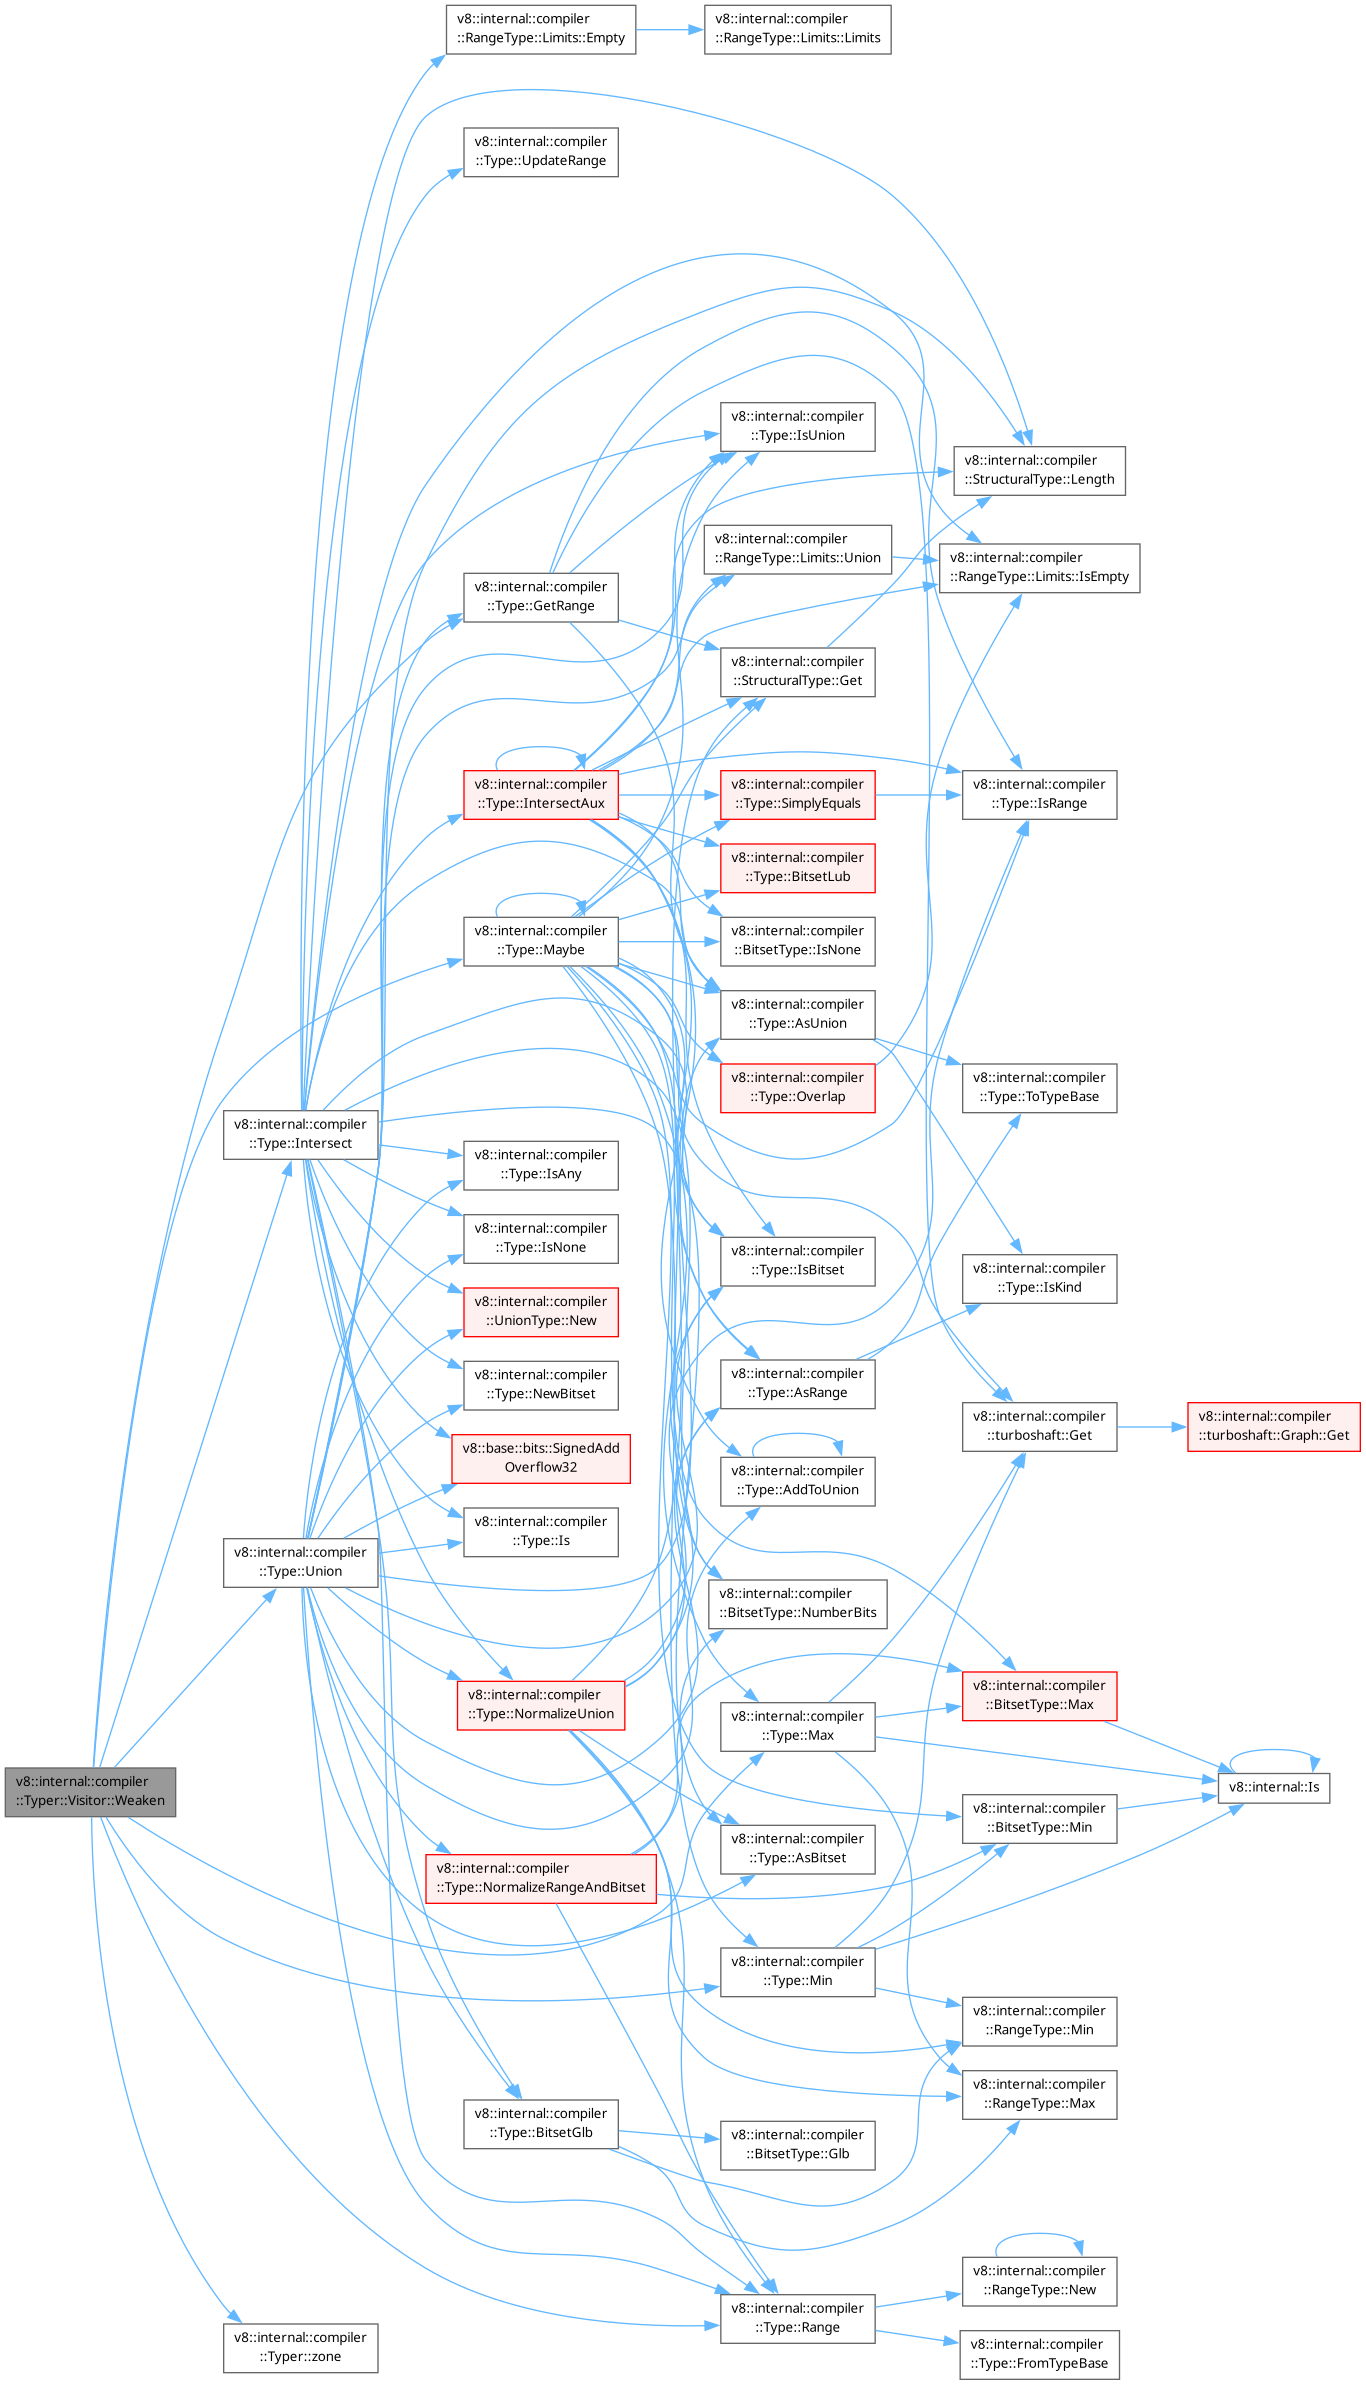 v8::internal::compiler
::RangeType::Limits::Empty
v8::internal::compiler
::RangeType::Limits::Limits
v8::internal::compiler
::Type::UpdateRange
v8::internal::compiler
::Type::IsUnion
v8::internal::compiler
::StructuralType::Length
v8::internal::compiler
::RangeType::Limits::Union
v8::internal::compiler
::RangeType::Limits::IsEmpty
v8::internal::compiler
::Type::GetRange
v8::internal::compiler
::StructuralType::Get
v8::internal::compiler
::Type::IntersectAux
v8::internal::compiler
::Type::SimplyEquals
v8::internal::compiler
::Type::IsRange
v8::internal::compiler
::Type::BitsetLub
v8::internal::compiler
::Type::Maybe
v8::internal::compiler
::BitsetType::IsNone
v8::internal::compiler
::Type::AsUnion
v8::internal::compiler
::Type::Overlap
v8::internal::compiler
::Type::ToTypeBase
v8::internal::compiler
::Type::Intersect
v8::internal::compiler
::Type::IsAny
v8::internal::compiler
::Type::IsNone
v8::internal::compiler
::Type::IsBitset
v8::internal::compiler
::Type::IsKind
v8::internal::compiler
::UnionType::New
v8::internal::compiler
::Type::NewBitset
v8::internal::compiler
::Type::AsRange
v8::internal::compiler
::turboshaft::Get
v8::internal::compiler
::turboshaft::Graph::Get
v8::base::bits::SignedAdd
Overflow32
v8::internal::compiler
::Type::AddToUnion
v8::internal::compiler
::Type::Is
v8::internal::compiler
::Type::Union
v8::internal::compiler
::BitsetType::NumberBits
v8::internal::compiler
::Type::NormalizeUnion
v8::internal::compiler
::Type::Max
v8::internal::compiler
::BitsetType::Max
v8::internal::compiler
::Typer::Visitor::Weaken
v8::internal::Is
v8::internal::compiler
::BitsetType::Min
v8::internal::compiler
::Type::AsBitset
v8::internal::compiler
::Type::NormalizeRangeAndBitset
v8::internal::compiler
::Type::Min
v8::internal::compiler
::RangeType::Min
v8::internal::compiler
::RangeType::Max
v8::internal::compiler
::Type::BitsetGlb
v8::internal::compiler
::BitsetType::Glb
v8::internal::compiler
::RangeType::New
v8::internal::compiler
::Type::Range
v8::internal::compiler
::Typer::zone
v8::internal::compiler
::Type::FromTypeBase